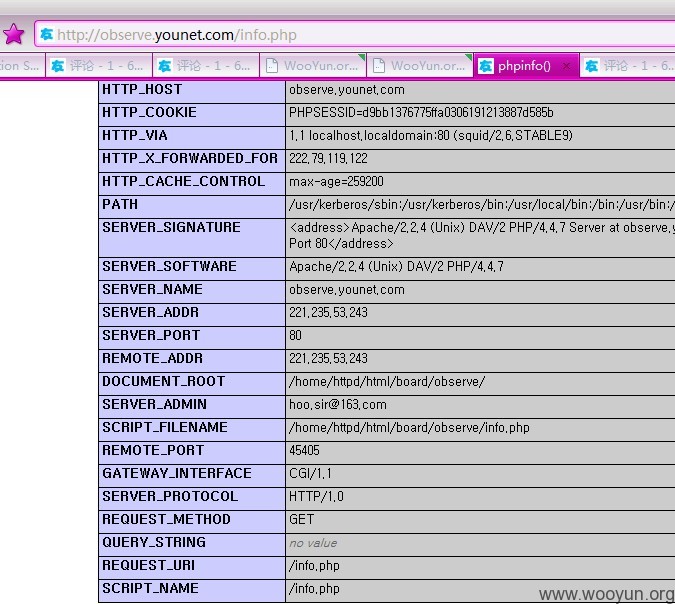 http://observe.younet.com/info.php
tion S... 评论 - 1 - 6... 评论 - 1 - 6... WooYun.or... WooYun.or... phpinfo() × 评论 - 1 - 6...
HTTP_HOST observe.younet.com
HTTP_COOKIE PHPSESSID=d9bb1376775ffa0306191213887d585b
HTTP_VIA 1.1 localhost.localdomain:80 (squid/2.6.STABLE9)
HTTP_X_FORWARDED_FOR 222.79.119.122
HTTP_CACHE_CONTROL max-age=259200
PATH /usr/kerberos/sbin:/usr/kerberos/bin:/usr/local/bin:/bin:/usr/bin:/
SERVER_SIGNATURE <address>Apache/2.2.4 (Unix) DAV/2 PHP/4.4.7 Server at observe.y
Port 80</address>
SERVER_SOFTWARE Apache/2.2.4 (Unix) DAV/2 PHP/4.4.7
SERVER_NAME observe.younet.com
SERVER_ADDR 221.235.53.243
SERVER_PORT 80
REMOTE_ADDR 221.235.53.243
DOCUMENT_ROOT /home/httpd/html/board/observe/
SERVER_ADMIN hoo.sir@163.com
SCRIPT_FILENAME /home/httpd/html/board/observe/info.php
REMOTE_PORT 45405
GATEWAY_INTERFACE CGI/1.1
SERVER_PROTOCOL HTTP/1.0
REQUEST_METHOD GET
QUERY_STRING no value
REQUEST_URI /info.php
SCRIPT_NAME /info.php
www.wooyun.org